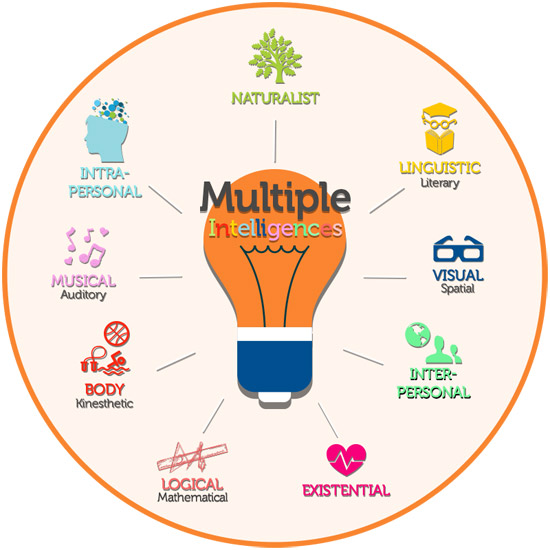 NATURALIST
LINGUISTIC
Literary
VISUAL
Spatial
INTER-
PERSONAL
EXISTENTIAL
LOGICAL
Mathematical
BODY
Kinesthetic
MUSICAL
Auditory
INTRA-
PERSONAL
Multiple
Intelligences